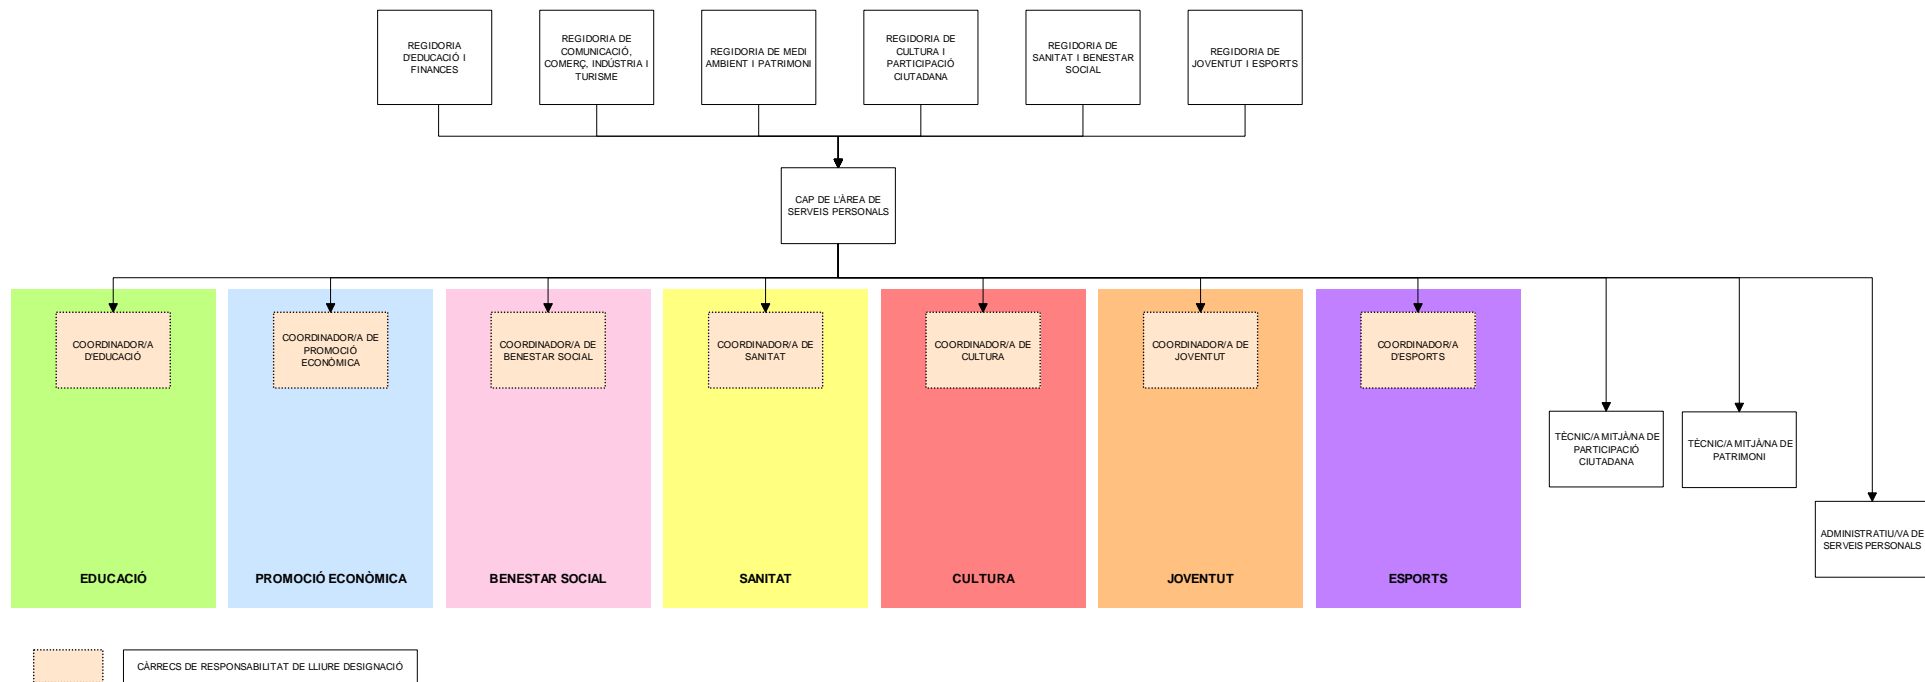 REGIDORIA
D'EDUCACIÓ I
FINANCES
REGIDORIA DE
COMUNICACIÓ,
COMERÇ, INDÚSTRIA I
TURISME
REGIDORIA DE MEDI
AMBIENT I PATRIMONI
REGIDORIA DE
CULTURA I
PARTICIPACIÓ
CIUTADANA
REGIDORIA DE
SANITAT I BENESTAR
SOCIAL
REGIDORIA DE
JOVENTUT I ESPORTS
CAP DE L'ÀREA DE
SERVEIS PERSONALS
COORDINADOR/A
D'EDUCACIÓ
COORDINADOR/A DE
PROMOCIÓ
ECONÒMICA
COORDINADOR/A DE
BENESTAR SOCIAL
COORDINADOR/A DE
SANITAT
COORDINADOR/A DE
CULTURA
COORDINADOR/A DE
JOVENTUT
COORDINADOR/A
D'ESPORTS
TÈCNIC/A MITJÀ/NA DE
PARTICIPACIÓ
CIUTADANA
TÈCNIC/A MITJÀ/NA DE
PATRIMONI
ADMINISTRATIU/VA DE
SERVEIS PERSONALS
EDUCACIÓ
PROMOCIÓ ECONÒMICA
BENESTAR SOCIAL
SANITAT
CULTURA
JOVENTUT
ESPORTS
CÀRRECS DE RESPONSABILITAT DE LLIURE DESIGNACIÓ